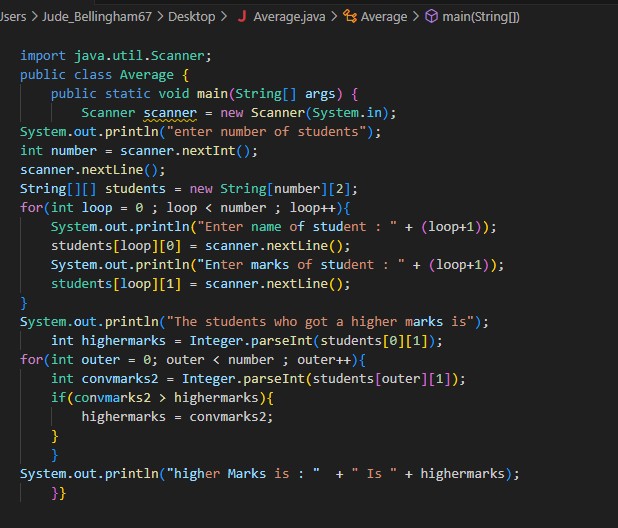 Jsers > Jude_Bellingham67 > Desktop > J Average.java > Average > main(String[])
import java.util.Scanner;
public class Average {
    public static void main(String[] args) {
        Scanner scanner = new Scanner(System.in);
System.out.println("enter number of students");
int number = scanner.nextInt();
scanner.nextLine();
String[][] students = new String[number][2];
for(int loop = 0 ; loop < number ; loop++){
    System.out.println("Enter name of student : " + (loop+1));
    students[loop][0] = scanner.nextLine();
    System.out.println("Enter marks of student : " + (loop+1));
    students[loop][1] = scanner.nextLine();
}
System.out.println("The students who got a higher marks is");
    int highermarks = Integer.parseInt(students[0][1]);
for(int outer = 0; outer < number ; outer++){
    int convmarks2 = Integer.parseInt(students[outer][1]);
    if(convmarks2 > highermarks){
        highermarks = convmarks2;
    }
    }
System.out.println("higher Marks is : "  + " Is " + highermarks);
    }}